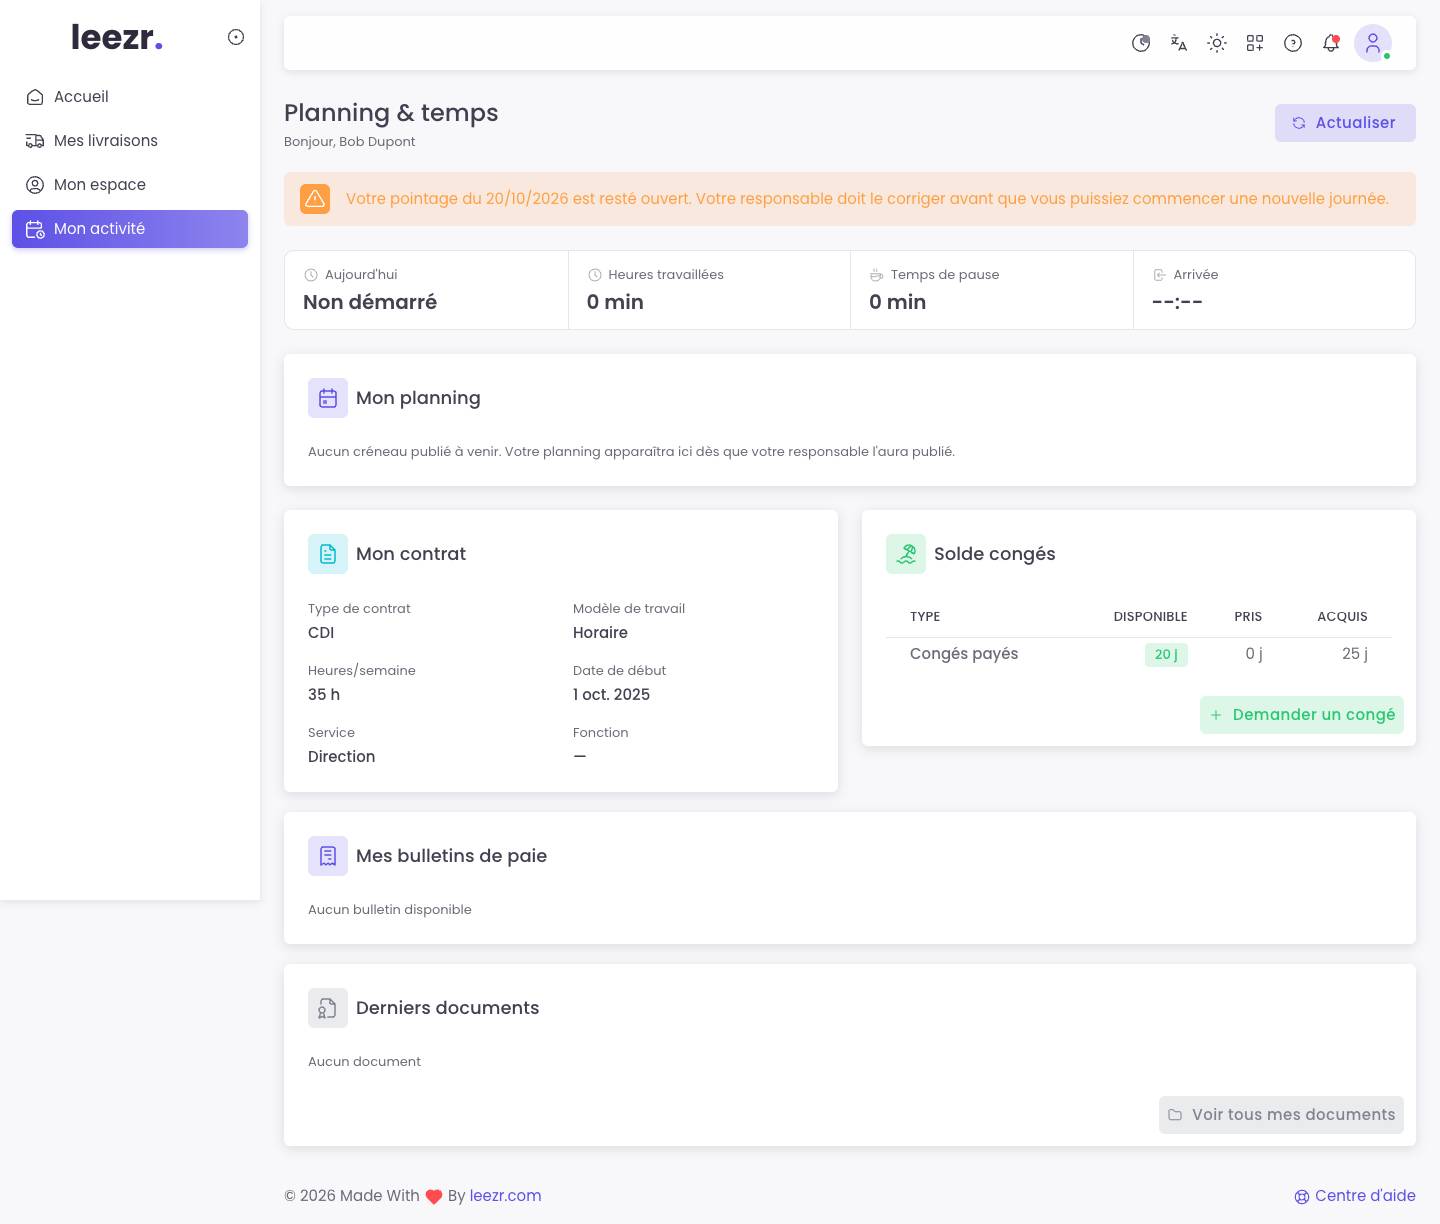 leezr.
Accueil
Mes livraisons
Mon espace
Mon activité
Planning & temps
Bonjour, Bob Dupont
Actualiser
Votre pointage du 20/10/2026 est resté ouvert. Votre responsable doit le corriger avant que vous puissiez commencer une nouvelle journée.
Aujourd'hui
Non démarré
Heures travaillées
0 min
Temps de pause
0 min
Arrivée
--:--
Mon planning
Aucun créneau publié à venir. Votre planning apparaîtra ici dès que votre responsable l'aura publié.
Mon contrat
Type de contrat
CDI
Modèle de travail
Horaire
Heures/semaine
35 h
Date de début
1 oct. 2025
Service
Direction
Fonction
—
Solde congés
TYPE DISPONIBLE PRIS ACQUIS
Congés payés 20 j 0 j 25 j
Demander un congé
Mes bulletins de paie
Aucun bulletin disponible
Derniers documents
Aucun document
Voir tous mes documents
© 2026 Made With By leezr.com
Centre d'aide